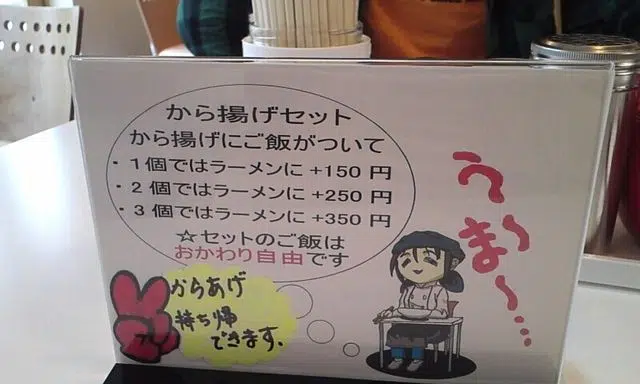 から揚げセット
から揚げにご飯がついて
・1個ではラーメンに +150 円
・2個ではラーメンに +250 円
・3個ではラーメンに +350 円
☆セットのご飯は
おかわり自由です
からあげ
持ち帰
できます。
う〜
ま〜
〜…